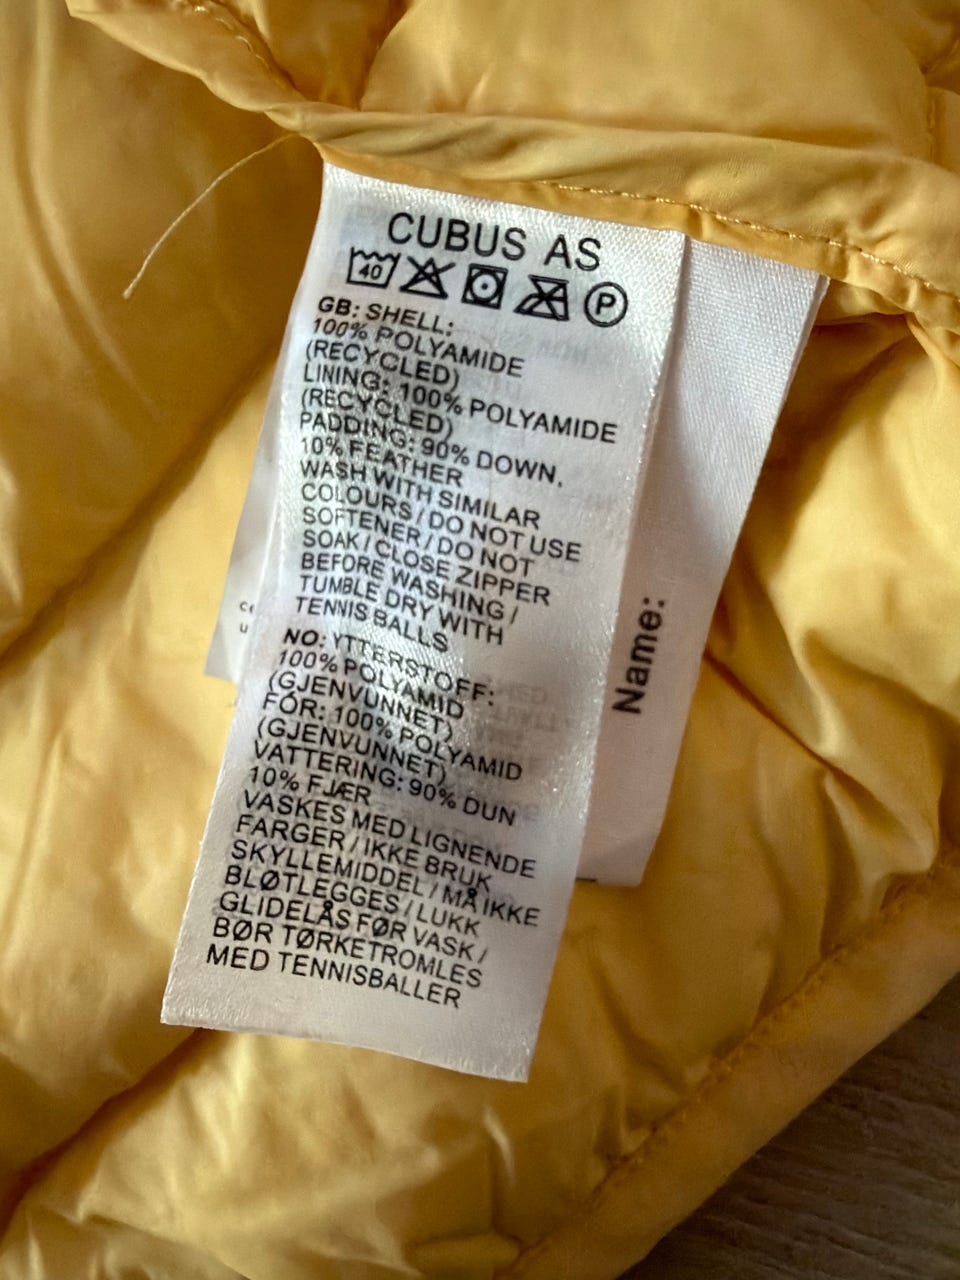 CUBUS AS
40 P
GB: SHELL:
100% POLYAMIDE
(RECYCLED)
LINING: 100% POLYAMIDE
(RECYCLED)
PADDING: 90% DOWN,
10% FEATHER
WASH WITH SIMILAR
COLOURS / DO NOT USE
SOFTENER / DO NOT
SOAK / CLOSE ZIPPER
BEFORE WASHING /
TUMBLE DRY WITH
TENNIS BALLS
NO: YTTERSTOFF:
100% POLYAMID
(GJENVUNNET)
FÓR: 100% POLYAMID
(GJENVUNNET)
VATTERING: 90% DUN
10% FJÆR
VASKES MED LIGNENDE
FARGER / IKKE BRUK
SKYLLEMIDDEL / MÅ IKKE
BLØTLEGGES / LUKK
GLIDELÅS FØR VASK /
BØR TØRKETROMLES
MED TENNISBALLER
Name: